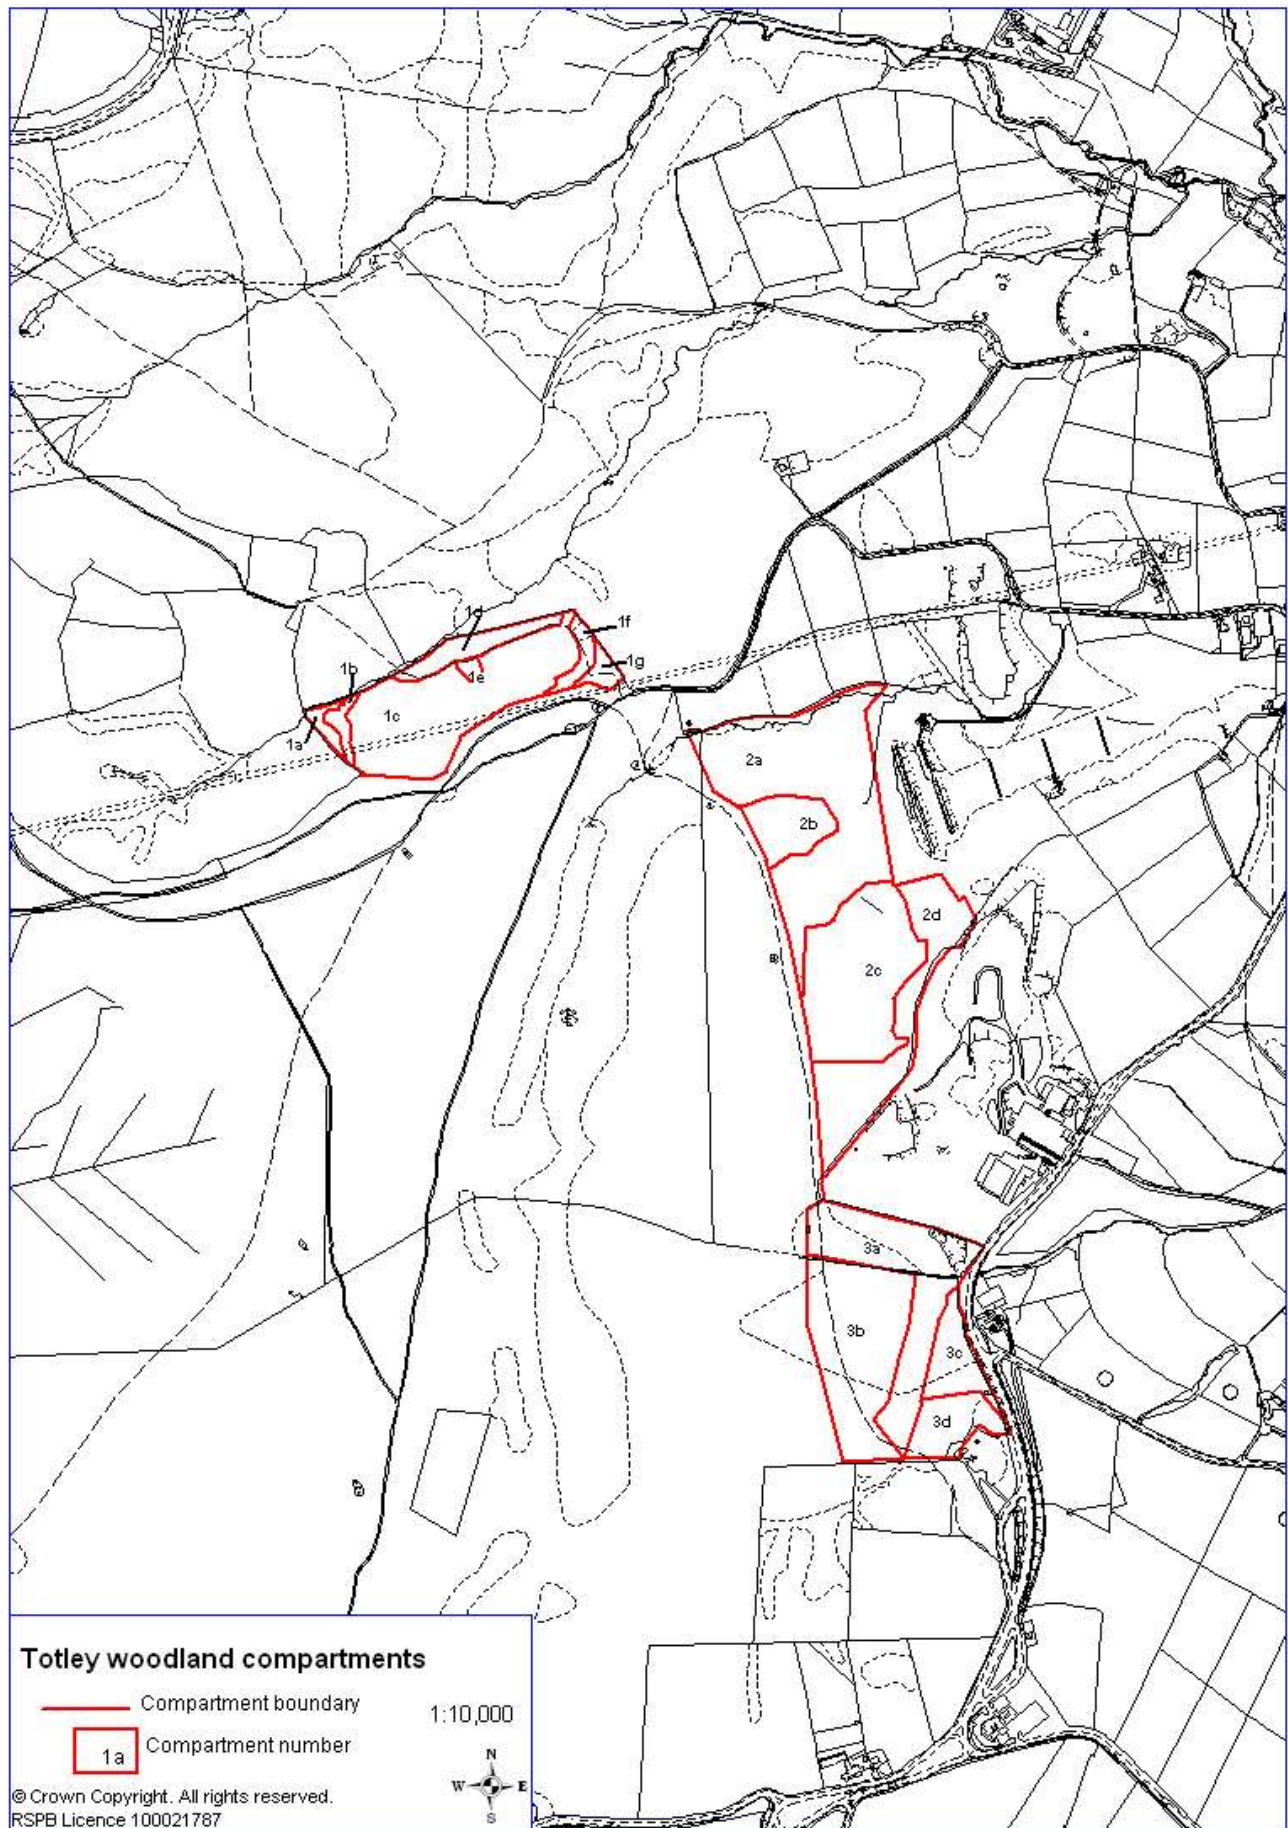 1d
1f
1g
1b
1e
1c
1a
2a
2b
2d
2c
3a
3b
3c
3d
Totley woodland compartments
Compartment boundary
1:10,000
1a
Compartment number
N
W E
S
© Crown Copyright. All rights reserved.
RSPB Licence 100021787